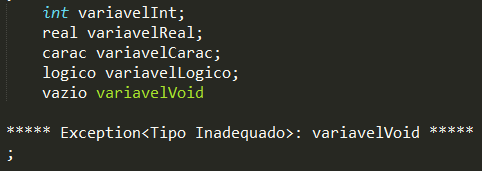 int variavelInt;
real variavelReal;
carac variavelCarac;
logico variavelLogico;
vazio variavelVoid
***** Exception<Tipo Inadequado>: variavelVoid *****
;